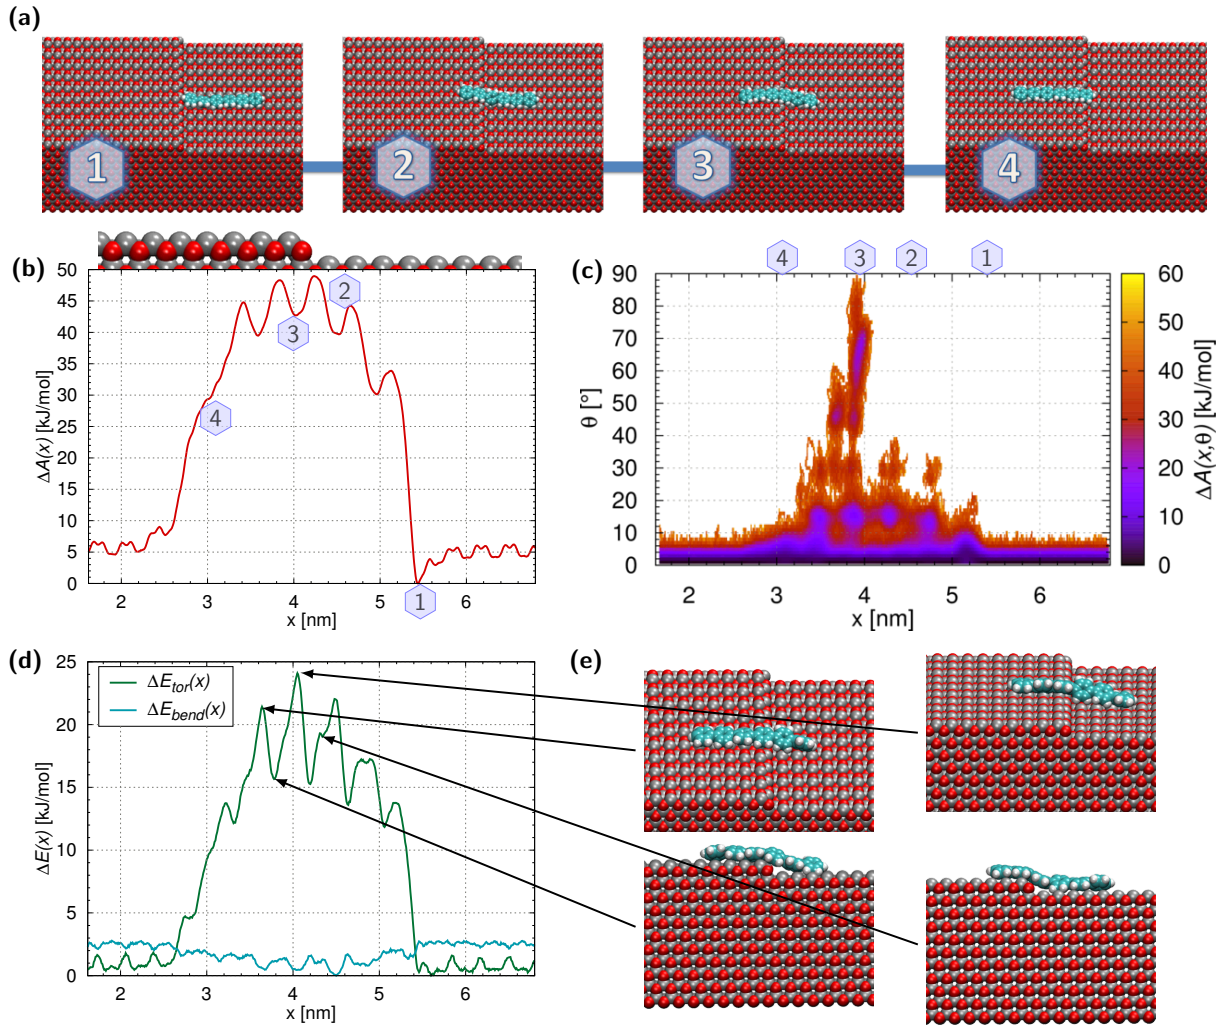 (a)
1
2
3
4
(b)
50
45
40
35
30
25
20
15
10
5
0
ΔA(x) [kJ/mol]
2 3 4 5 6
x [nm]
4
3
2
1
(c)
4 3 2 1
90
80
70
60
50
40
30
20
10
0
θ [°]
2 3 4 5 6
x [nm]
60
50
40
30
20
10
0
ΔA(x,θ) [kJ/mol]
(d)
25
20
15
10
5
0
ΔE(x) [kJ/mol]
ΔE_tor(x)
ΔE_bend(x)
2 3 4 5 6
x [nm]
(e)